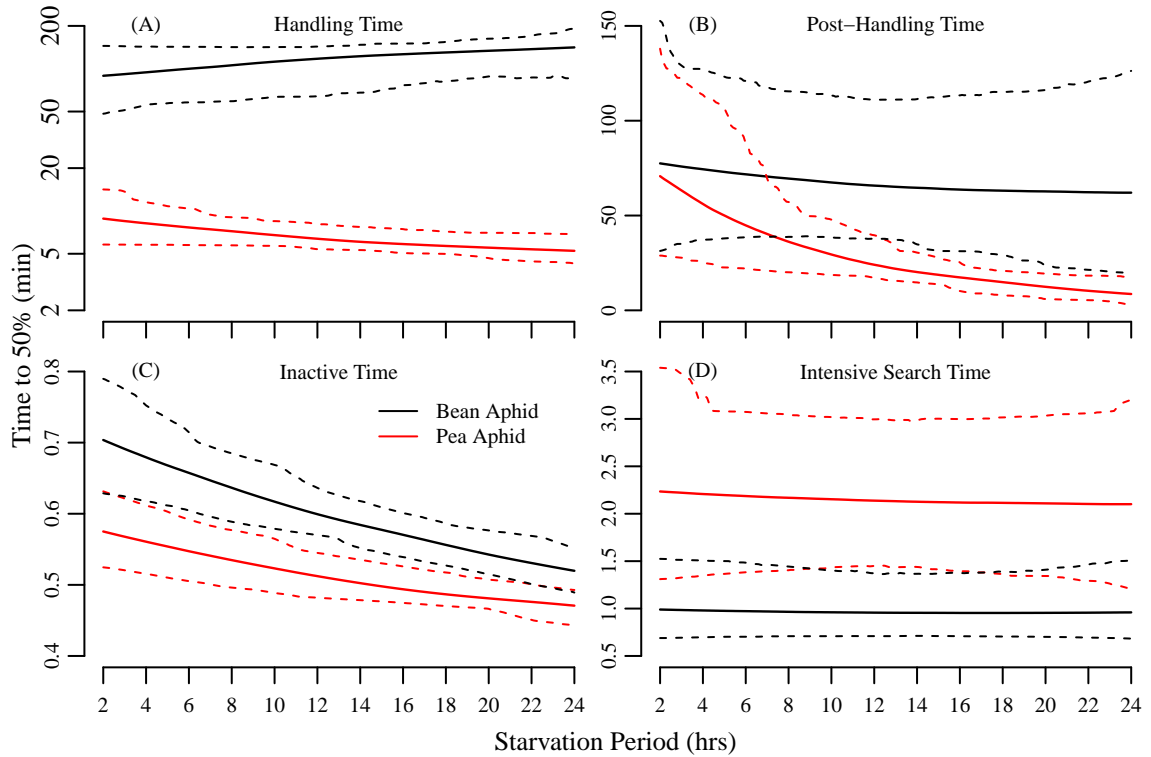 (A) Handling Time
200
50
20
5
2
(B) Post−Handling Time
150
100
50
0
(C) Inactive Time
0.8
0.7
0.6
0.5
0.4
Bean Aphid
Pea Aphid
2 4 6 8 10 12 14 16 18 20 22 24
(D) Intensive Search Time
3.5
1.0
2.5
2.0
1.5
1.0
0.5
2 4 6 8 10 12 14 16 18 20 22 24
Time to 50% (min)
Starvation Period (hrs)